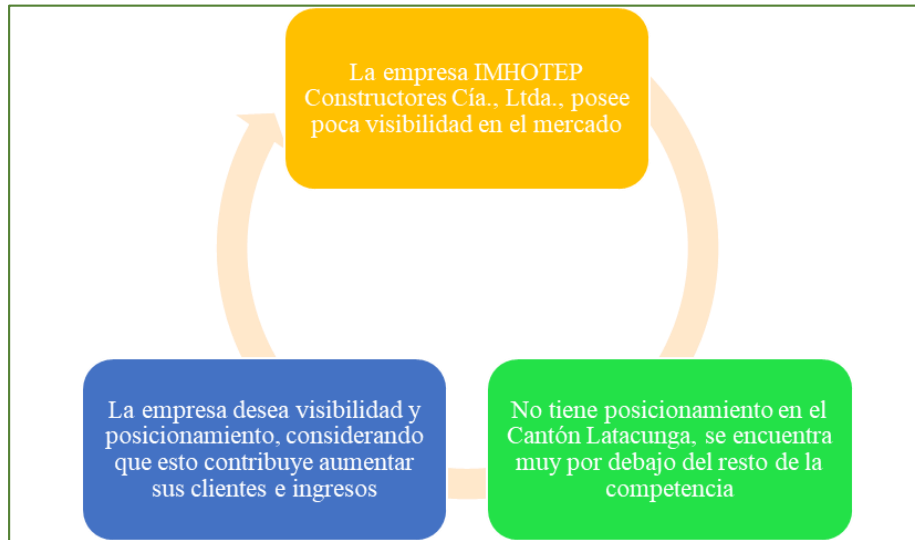 La empresa IMHOTEP
Constructores Cía., Ltda., posee
poca visibilidad en el mercado
No tiene posicionamiento en el
Cantón Latacunga, se encuentra
muy por debajo del resto de la
competencia
La empresa desea visibilidad y
posicionamiento, considerando
que esto contribuye aumentar
sus clientes e ingresos